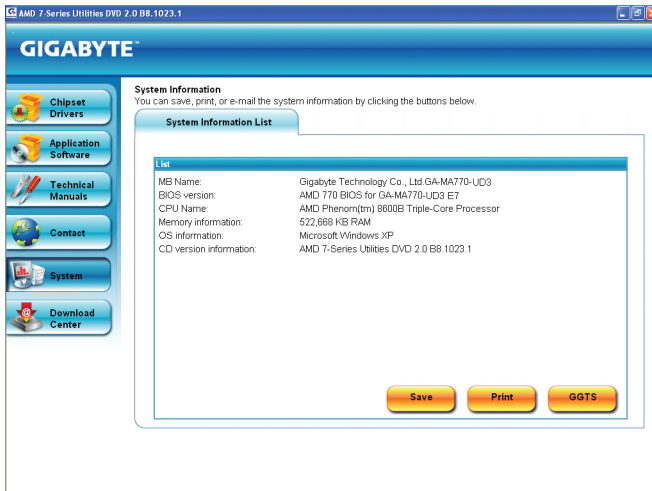 AMD 7-Series Utilities DVD 2.0 B8.1023.1
GIGABYTE™
Chipset
Drivers
Application
Software
Technical
Manuals
Contact
System
Download
Center
System Information
You can save, print, or e-mail the system information by clicking the buttons below.
System Information List
List
MB Name: Gigabyte Technology Co., Ltd.GA-MA770-UD3
BIOS version: AMD 770 BIOS for GA-MA770-UD3 E7
CPU Name: AMD Phenom(tm) 8600B Triple-Core Processor
Memory information: 522,668 KB RAM
OS information: Microsoft Windows XP
CD version information: AMD 7-Series Utilities DVD 2.0 B8.1023.1
Save Print GGTS